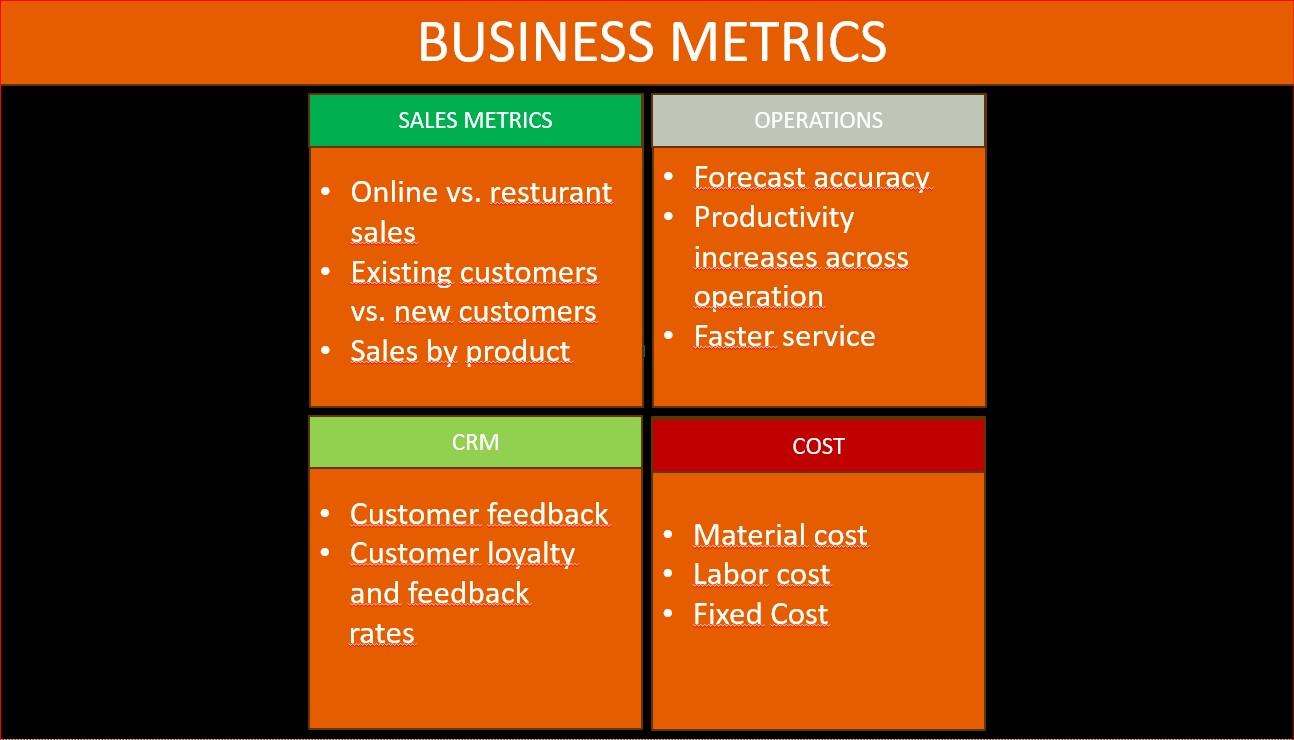 BUSINESS METRICS
SALES METRICS
• Online vs. resturant
sales
• Existing customers
vs. new customers
• Sales by product
OPERATIONS
• Forecast accuracy
• Productivity
increases across
operation
• Faster service
CRM
• Customer feedback
• Customer loyalty
and feedback
rates
COST
• Material cost
• Labor cost
• Fixed Cost